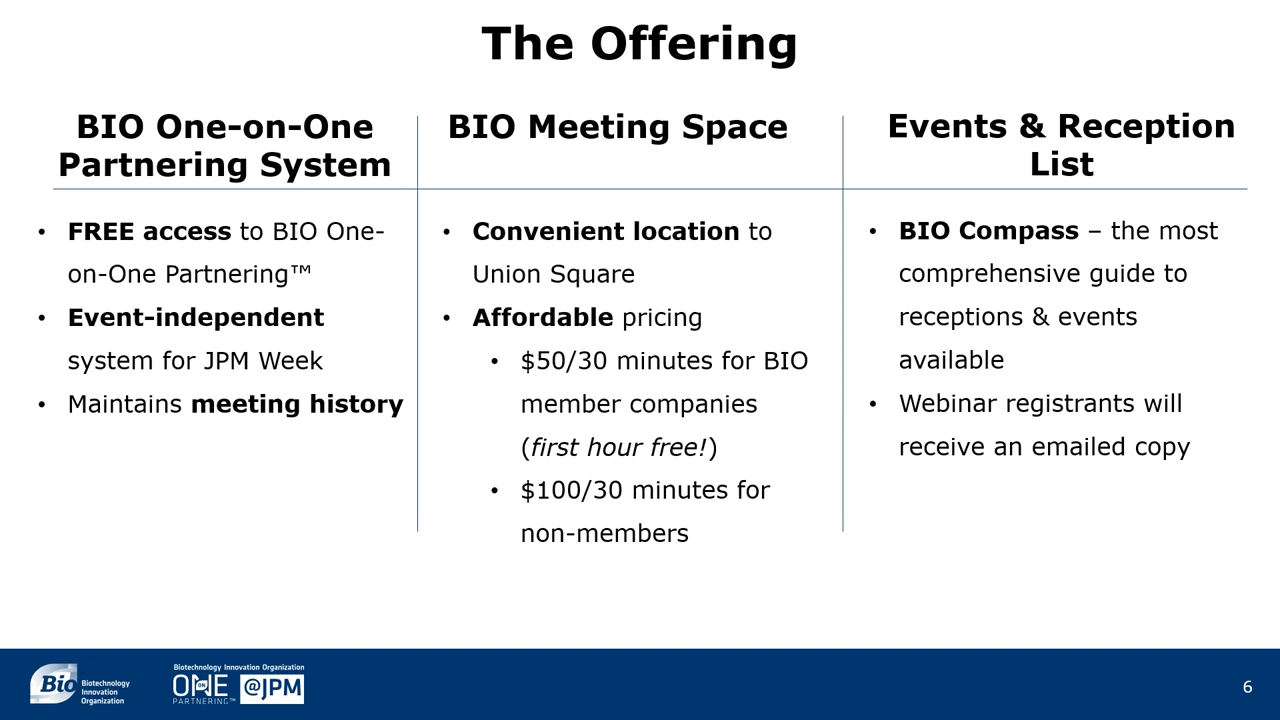 The Offering
BIO One-on-One
Partnering System
• FREE access to BIO One-
on-One Partnering™
• Event-independent
system for JPM Week
• Maintains meeting history
BIO Meeting Space
• Convenient location to
Union Square
• Affordable pricing
• $50/30 minutes for BIO
member companies
(first hour free!)
• $100/30 minutes for
non-members
Events & Reception
List
• BIO Compass – the most
comprehensive guide to
receptions & events
available
• Webinar registrants will
receive an emailed copy
Bio
Biotechnology
Innovation
Organization
Biotechnology Innovation Organization
ONE ON
PARTNERING™
@JPM
6